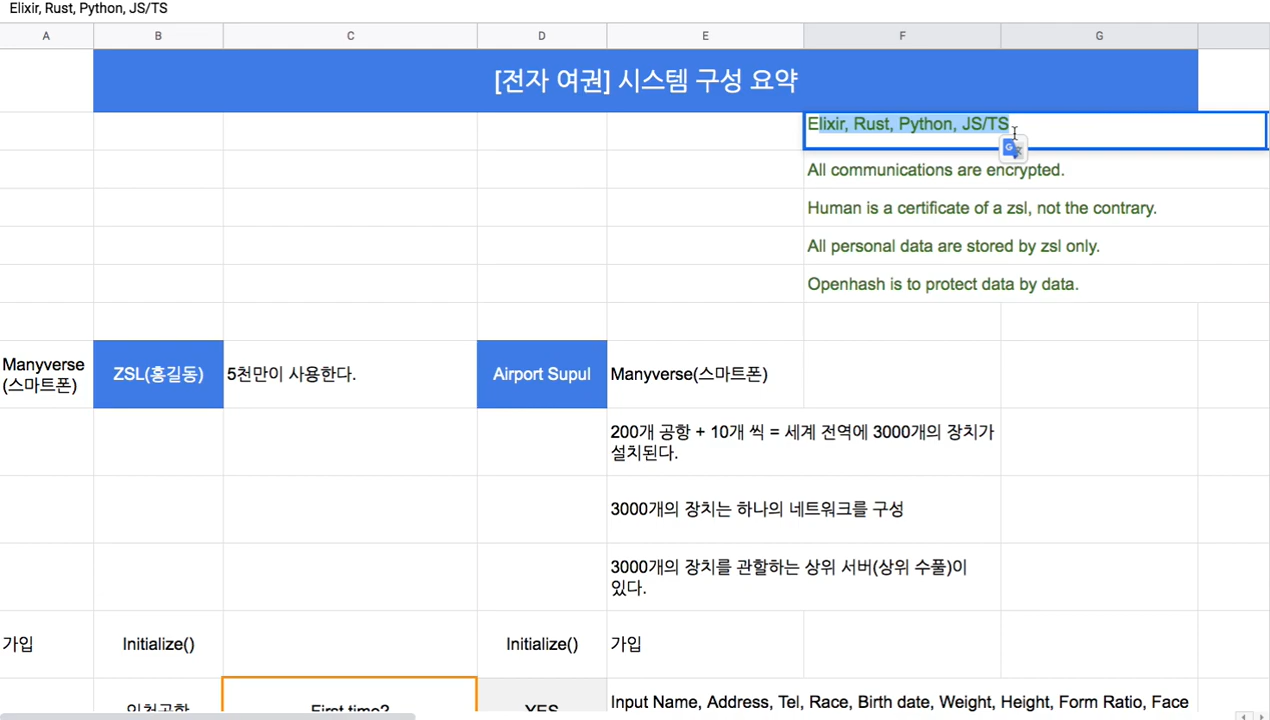 Elixir, Rust, Python, JS/TS
A B C D E F G
[전자 여권] 시스템 구성 요약
Elixir, Rust, Python, JS/TS
All communications are encrypted.
Human is a certificate of a zsl, not the contrary.
All personal data are stored by zsl only.
Openhash is to protect data by data.
Manyverse
(스마트폰)
ZSL(홍길동)
5천만이 사용한다.
Airport Supul
Manyverse(스마트폰)
200개 공항 + 10개 씩 = 세계 전역에 3000개의 장치가
설치된다.
3000개의 장치는 하나의 네트워크를 구성
3000개의 장치를 관할하는 상위 서버(상위 수풀)이
있다.
가입
Initialize()
Initialize()
가입
인천공항
First time?
YES
Input Name, Address, Tel, Race, Birth date, Weight, Height, Form Ratio, Face